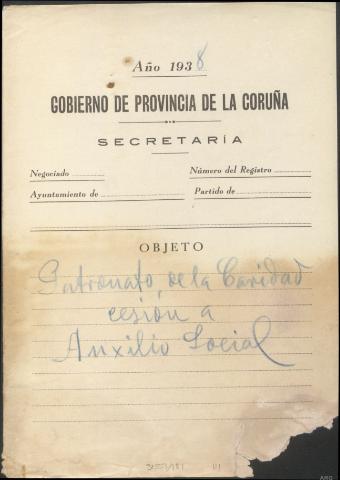 Año 1938
GOBIERNO DE PROVINCIA DE LA CORUÑA
SECRETARÍA
Negociado
Número del Registro
Ayuntamiento de
Partido de
OBJETO
Patronato de la Caridad
cesión a
Auxilio Social